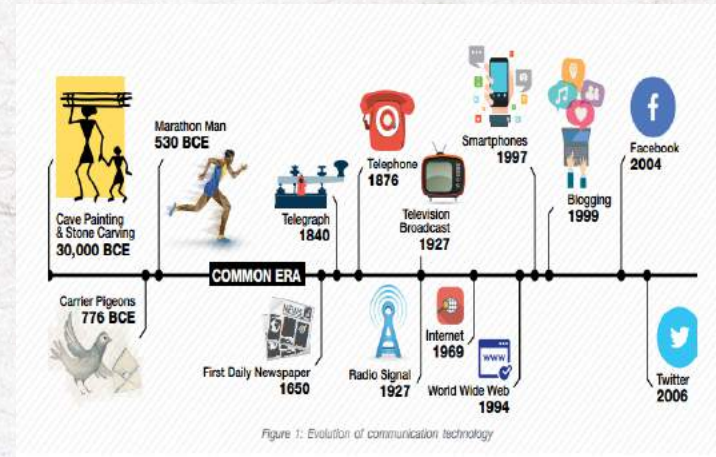 Cave Painting
& Stone Carving
30,000 BCE
Carrier Pigeons
776 BCE
Marathon Man
530 BCE
COMMON ERA
First Daily Newspaper
1650
NEWS
Telegraph
1840
Telephone
1876
Radio Signal
1927
Television
Broadcast
1927
Internet
1969
www
World Wide Web
1994
Smartphones
1997
Blogging
1999
f
Facebook
2004
Twitter
2006
Figure 1: Evolution of communication technology